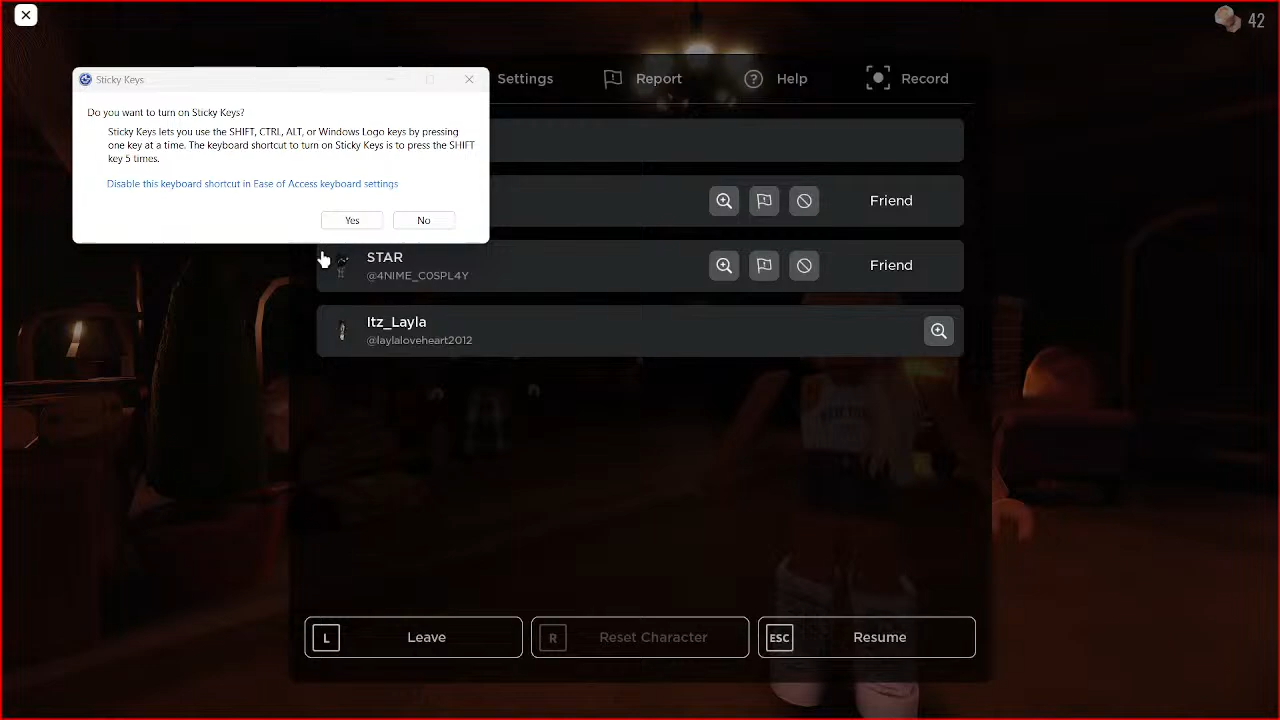 42
Sticky Keys
Settings
Report
Help
Record
Do you want to turn on Sticky Keys?
Sticky Keys lets you use the SHIFT, CTRL, ALT, or Windows Logo keys by pressing
one key at a time. The keyboard shortcut to turn on Sticky Keys is to press the SHIFT
key 5 times.
Disable this keyboard shortcut in Ease of Access keyboard settings
Yes
No
Friend
STAR
@4NIME_C0SPL4Y
Friend
Itz_Layla
@laylaloveheart2012
L
Leave
R
Reset Character
ESC
Resume